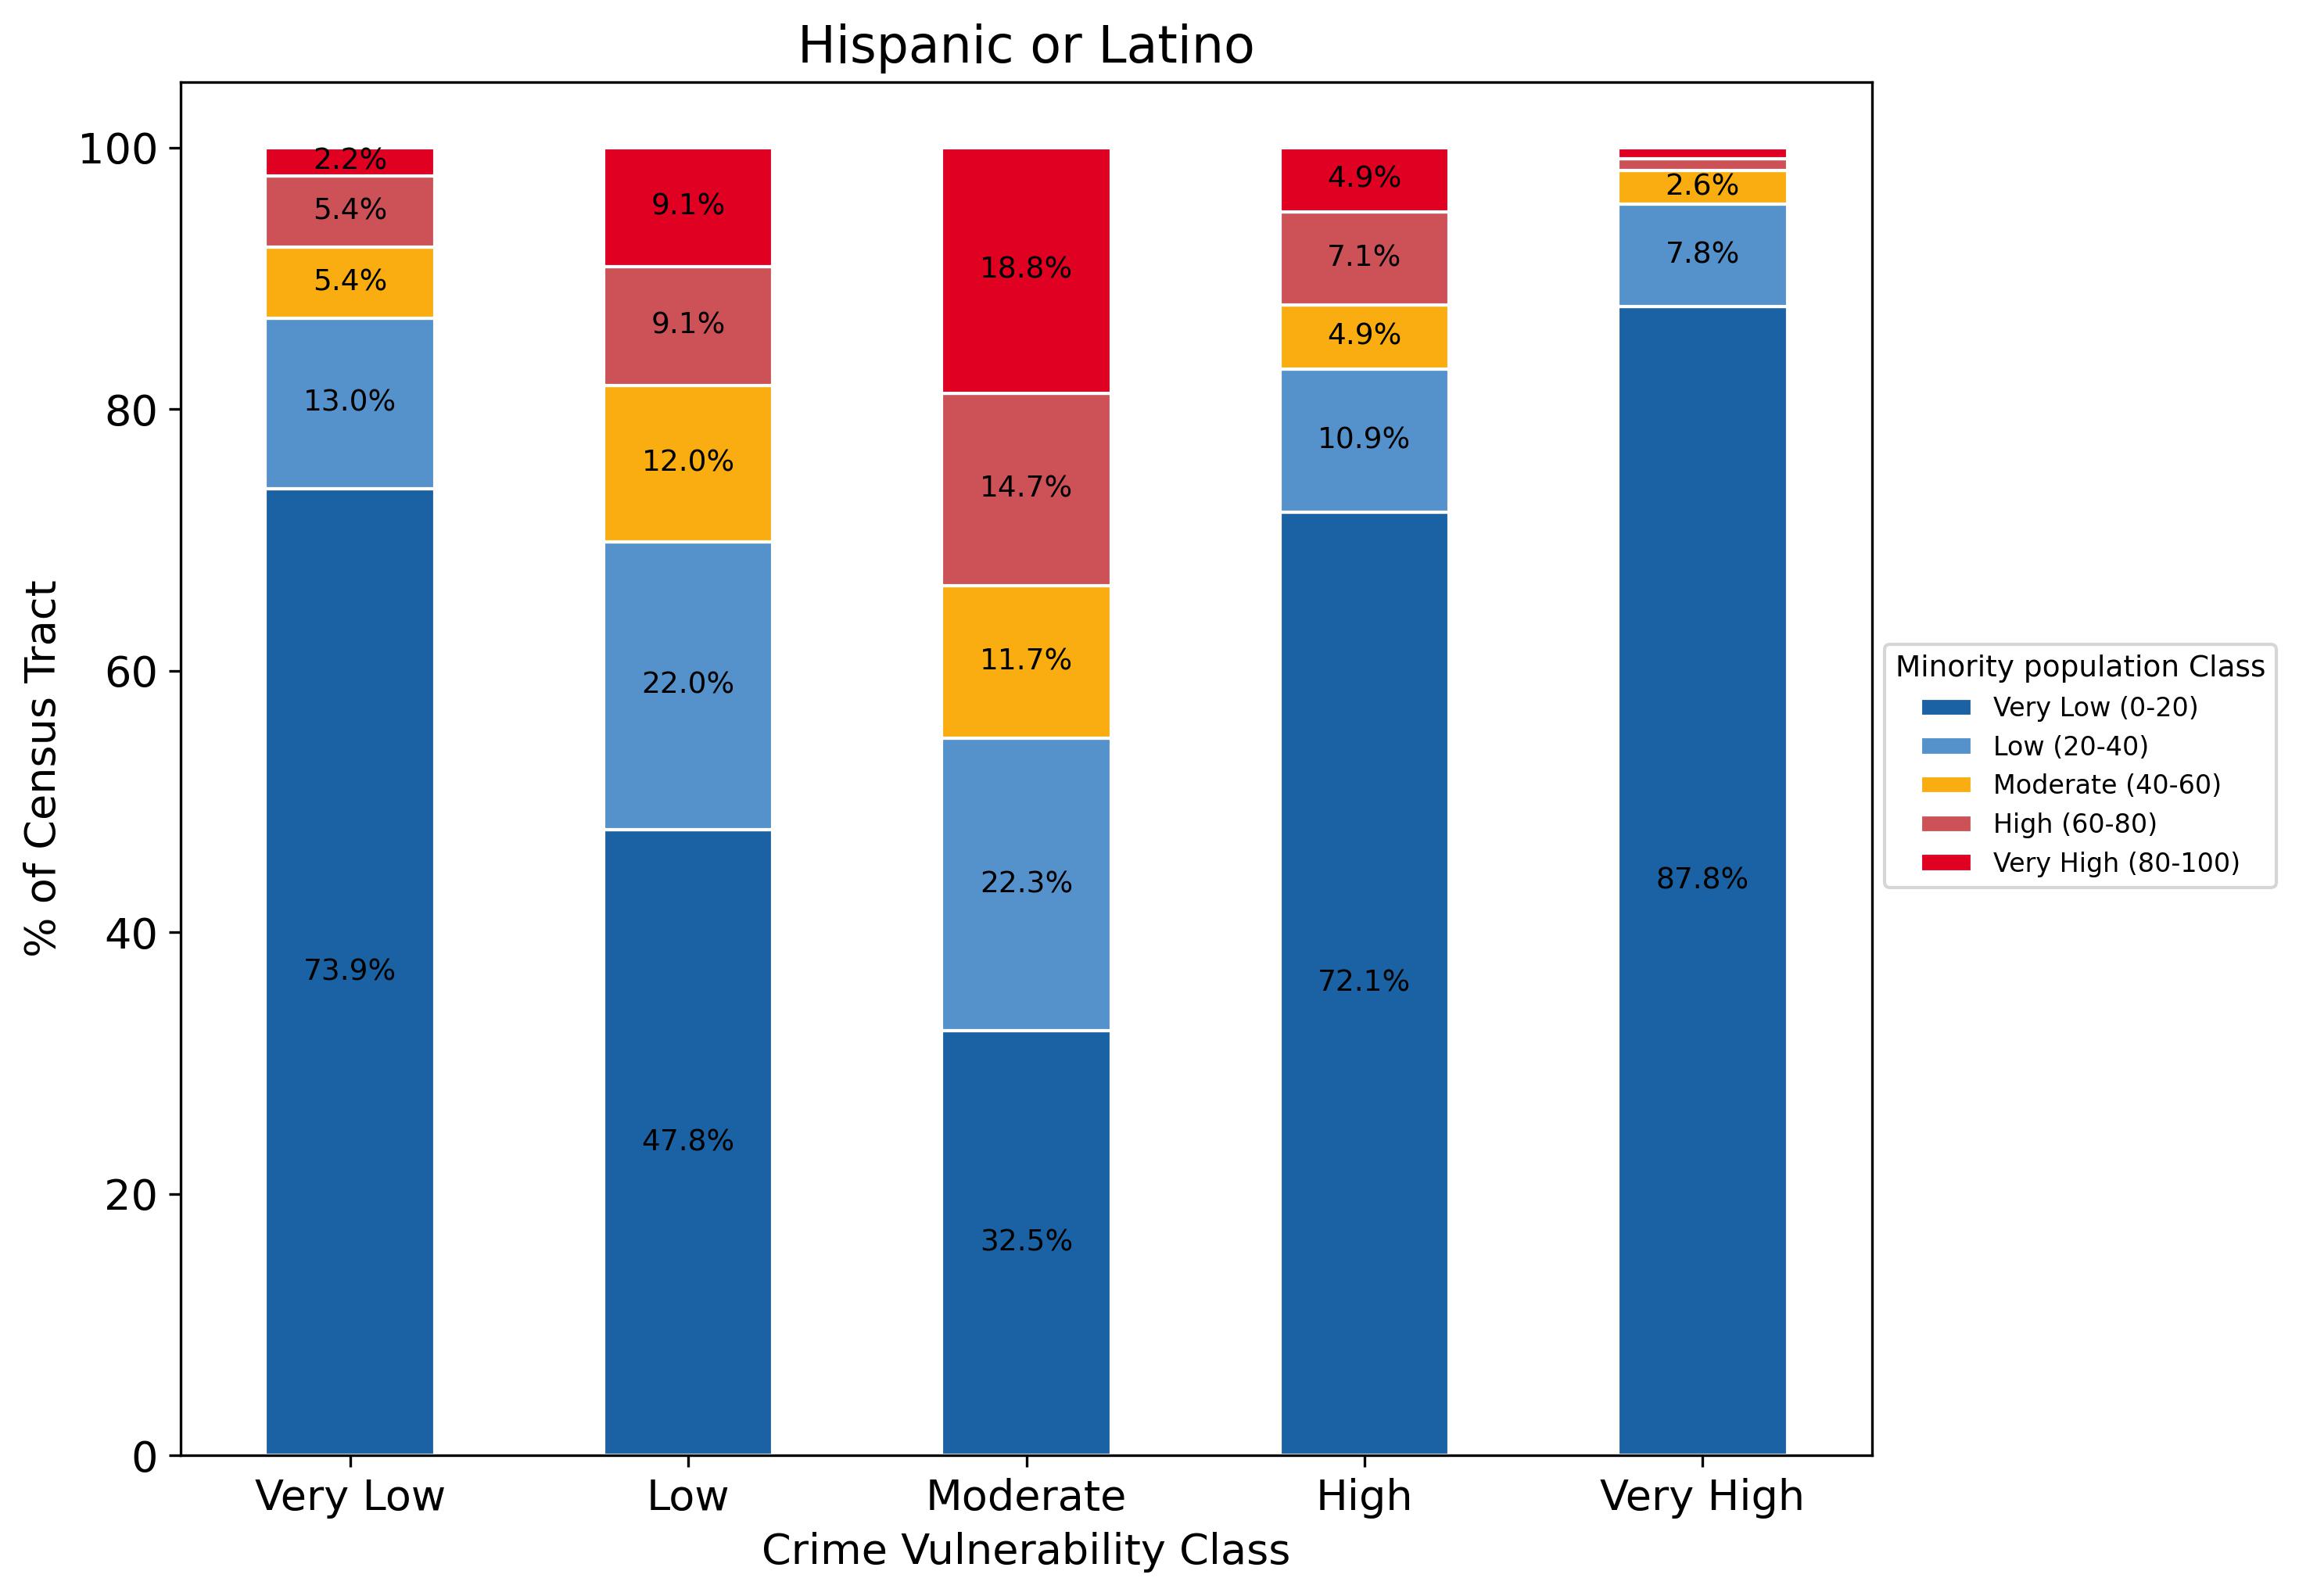 Hispanic or Latino
% of Census Tract
100
80
60
40
20
0
2.2%
5.4%
5.4%
13.0%
73.9%
9.1%
9.1%
12.0%
22.0%
47.8%
18.8%
14.7%
11.7%
22.3%
32.5%
4.9%
7.1%
4.9%
10.9%
72.1%
2.6%
7.8%
87.8%
Very Low
Low
Moderate
High
Very High
Crime Vulnerability Class
Minority population Class
Very Low (0-20)
Low (20-40)
Moderate (40-60)
High (60-80)
Very High (80-100)